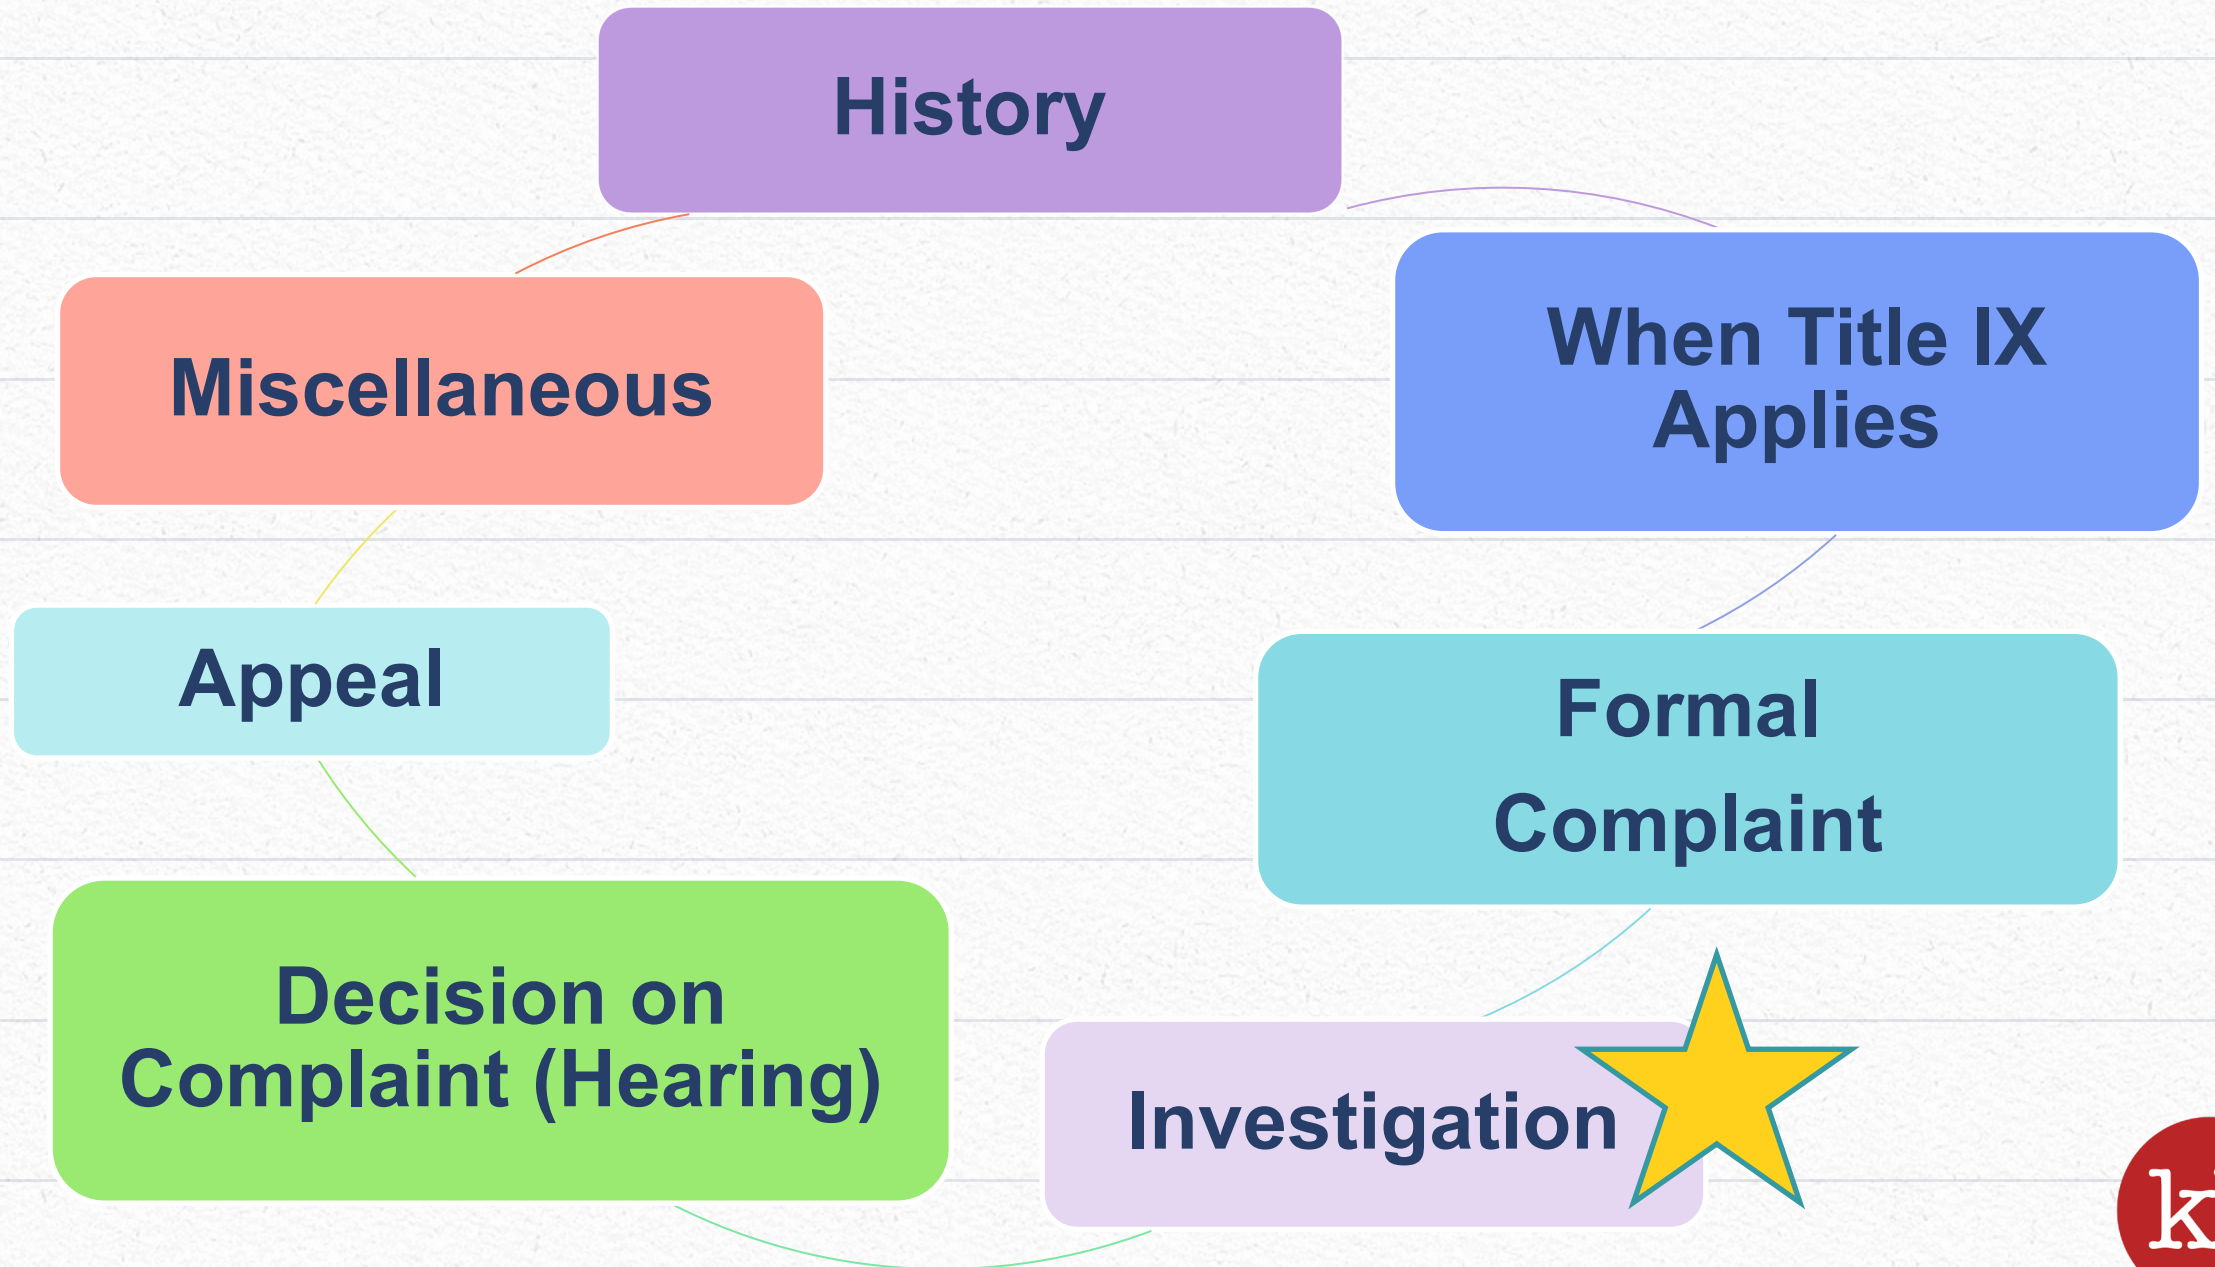 History
When Title IX
Applies
Formal
Complaint
Investigation
Decision on
Complaint (Hearing)
Appeal
Miscellaneous